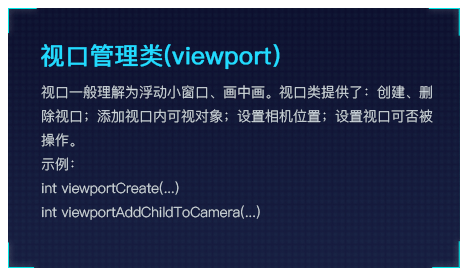 视口管理类(viewport)
视口一般理解为浮动小窗口、画中画。视口类提供了：创建、删
除视口；添加视口内可视对象；设置相机位置；设置视口可否被
操作。
示例：
int viewportCreate(...)
int viewportAddChildToCamera(...)